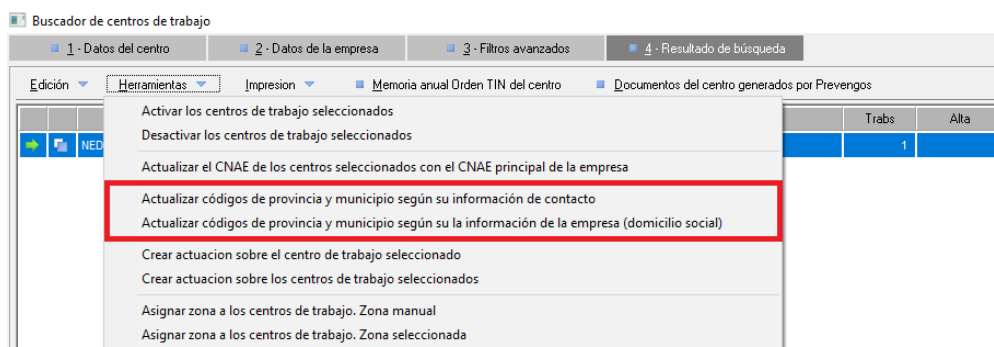 Buscador de centros de trabajo
1 - Datos del centro 2 - Datos de la empresa 3 - Filtros avanzados 4 - Resultado de búsqueda
Edición Herramientas Impresion Memoria anual Orden TIN del centro Documentos del centro generados por Prevengos
Activar los centros de trabajo seleccionados
Trabs Alta
Desactivar los centros de trabajo seleccionados
NED 1
Actualizar el CNAE de los centros seleccionados con el CNAE principal de la empresa
Actualizar códigos de provincia y municipio según su información de contacto
Actualizar códigos de provincia y municipio según su la información de la empresa (domicilio social)
Crear actuacion sobre el centro de trabajo seleccionado
Crear actuacion sobre los centros de trabajo seleccionados
Asignar zona a los centros de trabajo. Zona manual
Asignar zona a los centros de trabajo. Zona seleccionada